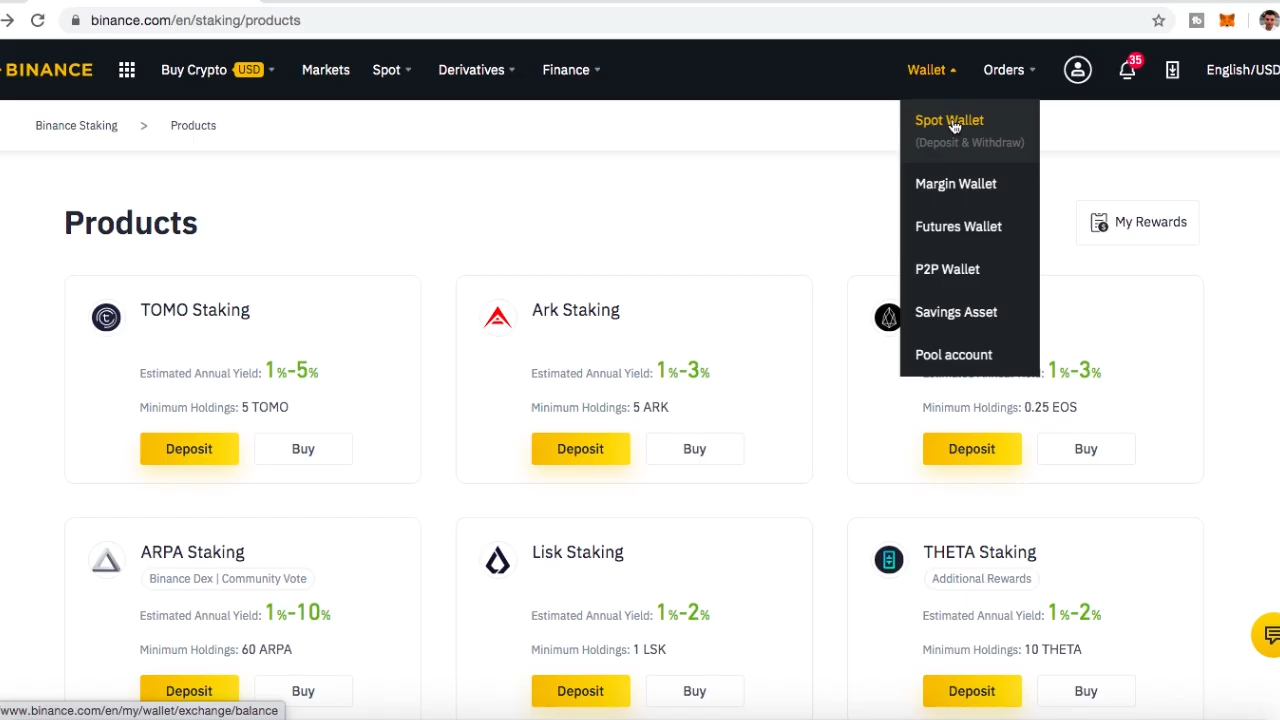 binance.com/en/staking/products
BINANCE
Buy Crypto USD
Markets
Spot
Derivatives
Finance
Wallet
Orders
35
English/USD
Binance Staking > Products
Spot Wallet
(Deposit & Withdraw)
Margin Wallet
Futures Wallet
P2P Wallet
Savings Asset
Pool account
Products
My Rewards
TOMO Staking
Estimated Annual Yield: 1%-5%
Minimum Holdings: 5 TOMO
Deposit
Buy
Ark Staking
Estimated Annual Yield: 1%-3%
Minimum Holdings: 5 ARK
Deposit
Buy
1%-3%
Minimum Holdings: 0.25 EOS
Deposit
Buy
ARPA Staking
Binance Dex | Community Vote
Estimated Annual Yield: 1%-10%
Minimum Holdings: 60 ARPA
Deposit
Buy
Lisk Staking
Estimated Annual Yield: 1%-2%
Minimum Holdings: 1 LSK
Deposit
Buy
THETA Staking
Additional Rewards
Estimated Annual Yield: 1%-2%
Minimum Holdings: 10 THETA
Deposit
Buy
www.binance.com/en/my/wallet/exchange/balance